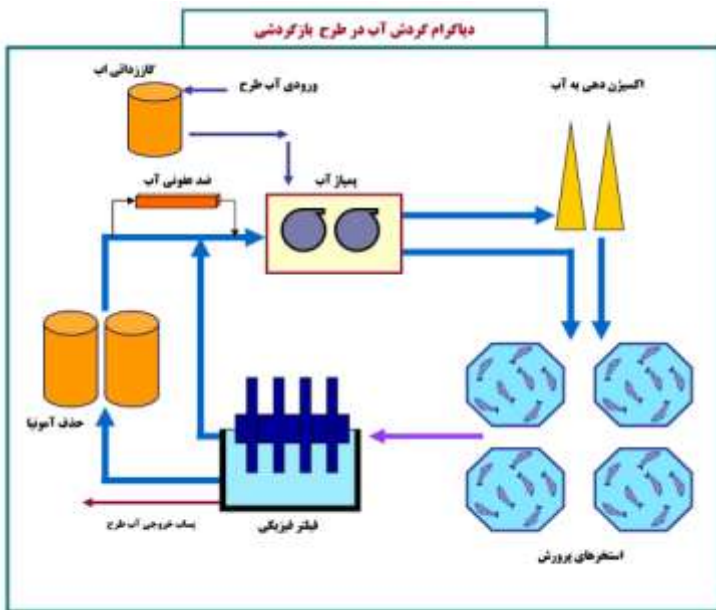 دیاگرام گردش آب در طرح بازگردشی
گاززدائی اب
ورودی آب طرح
اکسیژن دهی به آب
ضد عفونی آب
پمپاژ آب
حذف آمونیا
پساب خروجی آب طرح
فیلتر فیزیکی
استخرهای پرورش